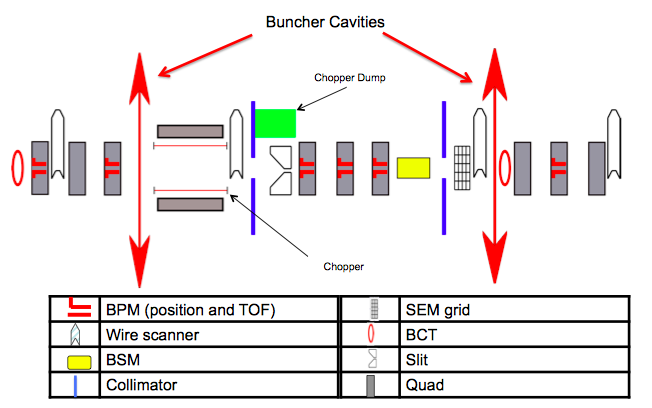 Buncher Cavities
Chopper Dump
Chopper
BPM (position and TOF)
SEM grid
Wire scanner
BCT
BSM
Slit
Collimator
Quad